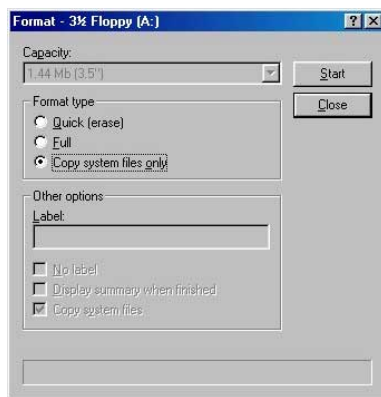 Format - 3½ Floppy (A:)
Capacity:
1.44 Mb (3.5")
Start
Format type
Close
Quick (erase)
Full
Copy system files only
Other options
Label:
No label
Display summary when finished
Copy system files